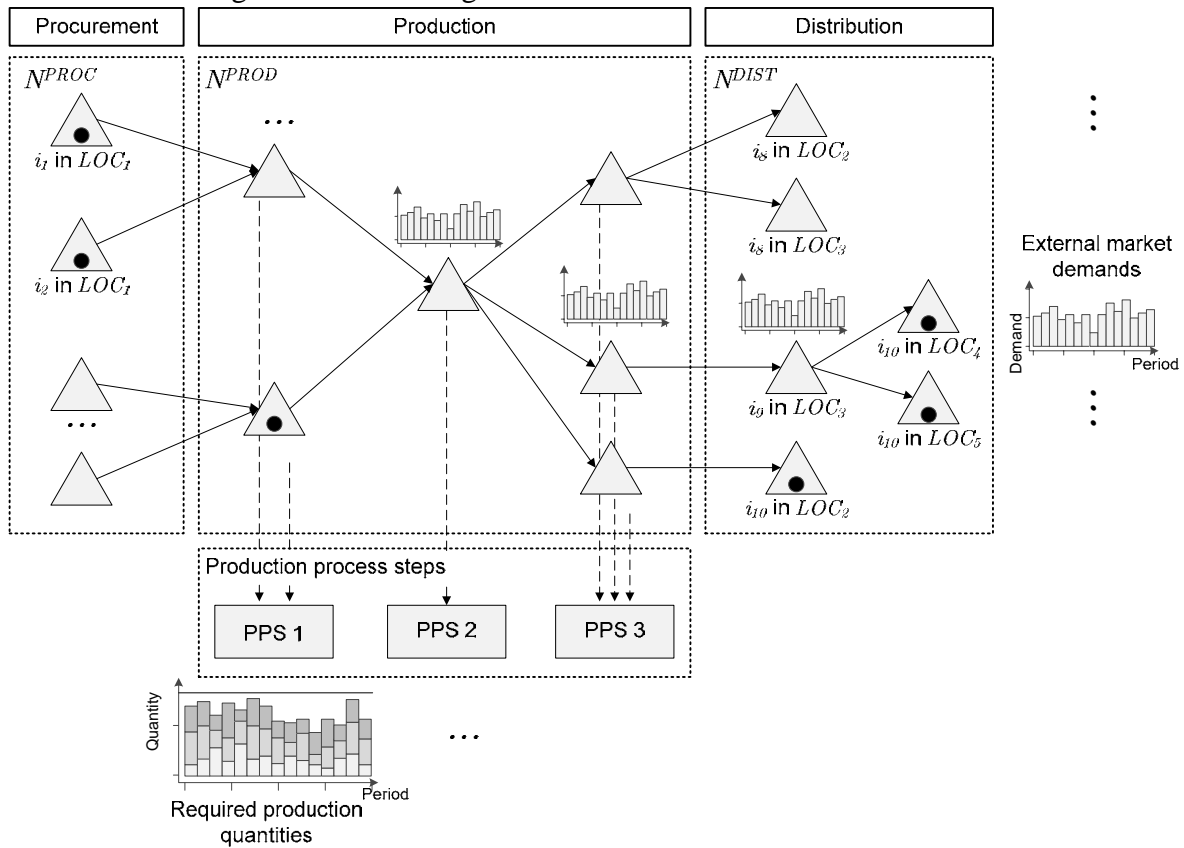 Procurement
Production
Distribution
N^PROC
N^PROD
N^DIST
...
i₁ in LOC₁
i₂ in LOC₁
...
i₈ in LOC₂
i₈ in LOC₃
i₉ in LOC₃
i₁₀ in LOC₄
i₁₀ in LOC₅
i₁₀ in LOC₂
External market
demands
Demand
Period
Production process steps
PPS 1
PPS 2
PPS 3
Quantity
Period
...
Required production
quantities